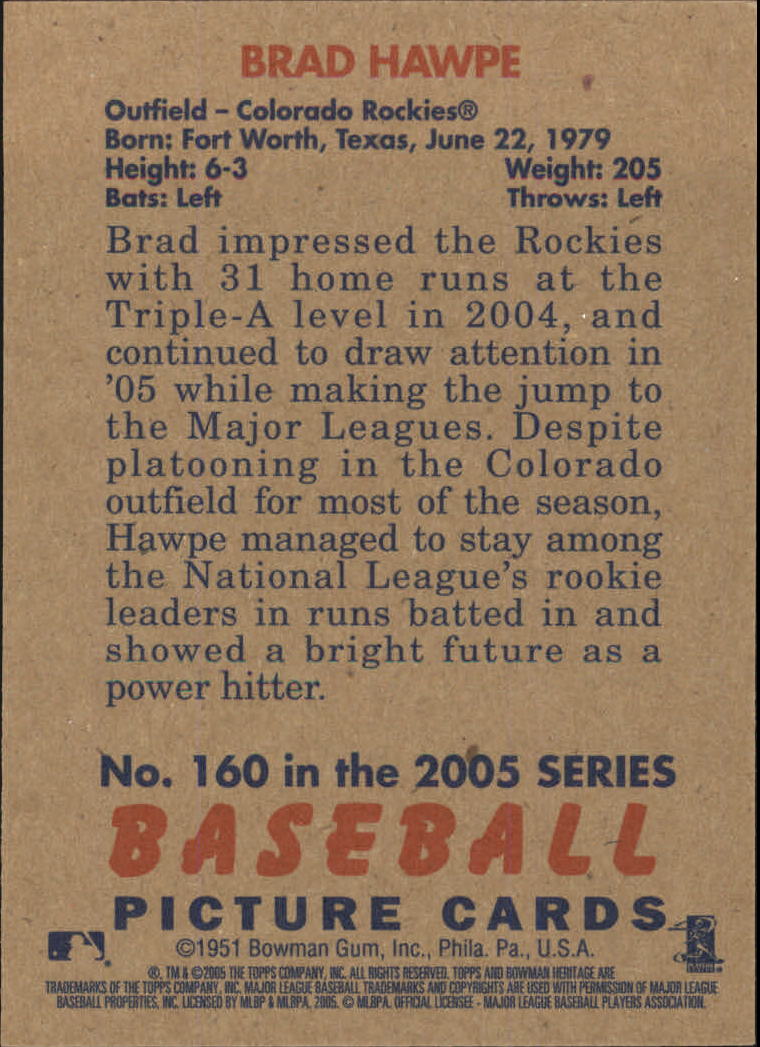 BRAD HAWPE
Outfield – Colorado Rockies®
Born: Fort Worth, Texas, June 22, 1979
Height: 6-3 Weight: 205
Bats: Left Throws: Left
Brad impressed the Rockies
with 31 home runs at the
Triple-A level in 2004, and
continued to draw attention in
’05 while making the jump to
the Major Leagues. Despite
platooning in the Colorado
outfield for most of the season,
Hawpe managed to stay among
the National League’s rookie
leaders in runs batted in and
showed a bright future as a
power hitter.
No. 160 in the 2005 SERIES
BASEBALL
PICTURE CARDS
©1951 Bowman Gum, Inc., Phila. Pa., U.S.A.
®, TM & ©2005 THE TOPPS COMPANY, INC. ALL RIGHTS RESERVED. TOPPS AND BOWMAN HERITAGE ARE
TRADEMARKS OF THE TOPPS COMPANY, INC. MAJOR LEAGUE BASEBALL TRADEMARKS AND COPYRIGHTS ARE USED WITH PERMISSION OF MAJOR LEAGUE
BASEBALL PROPERTIES, INC. LICENSED BY MLBP & MLBPA, 2005. © MLBPA. OFFICIAL LICENSEE - MAJOR LEAGUE BASEBALL PLAYERS ASSOCIATION.